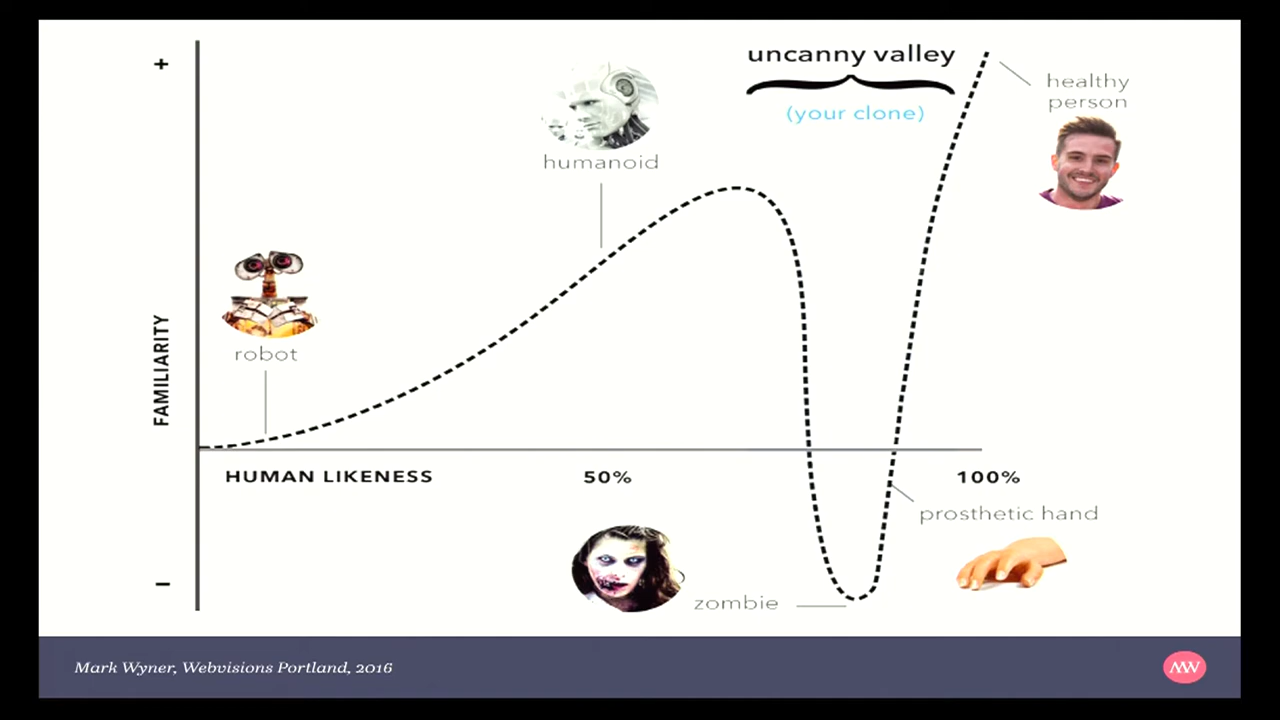 +
uncanny valley
(your clone)
healthy
person
humanoid
robot
FAMILIARITY
HUMAN LIKENESS
50%
100%
prosthetic hand
zombie
−
Mark Wyner, Webvisions Portland, 2016
MW